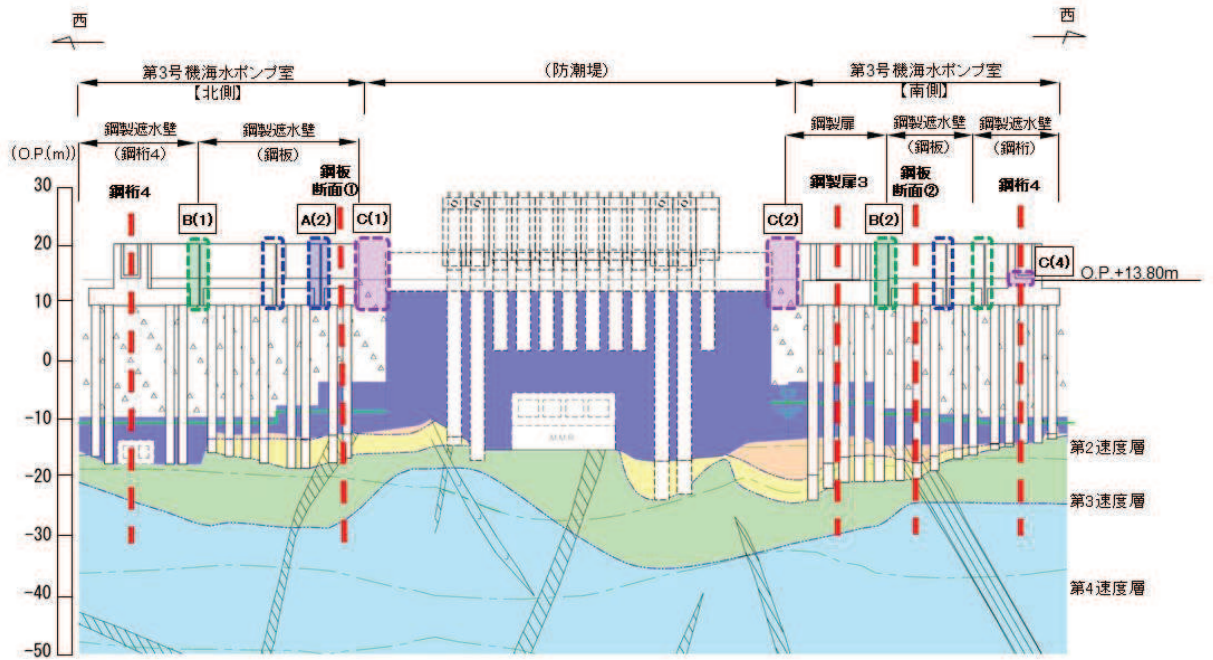 西
西
第3号機海水ポンプ室
【北側】
(防潮堤)
第3号機海水ポンプ室
【南側】
鋼製遮水壁
(鋼桁4)
鋼製遮水壁
(鋼板)
鋼製扉
鋼製遮水壁
(鋼板)
鋼製遮水壁
(鋼桁)
(O.P.(m))
鋼桁4
鋼板
断面①
鋼製扉3
鋼板
断面②
鋼桁4
B(1)
A(2)
C(1)
C(2)
B(2)
C(4)
O.P.+13.80m
30
20
10
0
-10
-20
-30
-40
-50
MMR
第2速度層
第3速度層
第4速度層